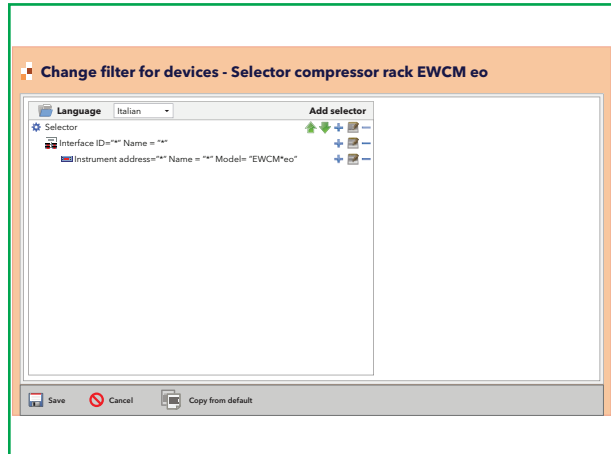 Change filter for devices - Selector compressor rack EWCM eo
Language Italian Add selector
Selector
Interface ID="*" Name = "*"
Instrument address="*" Name = "*" Model= "EWCM*eo"
Save Cancel Copy from default